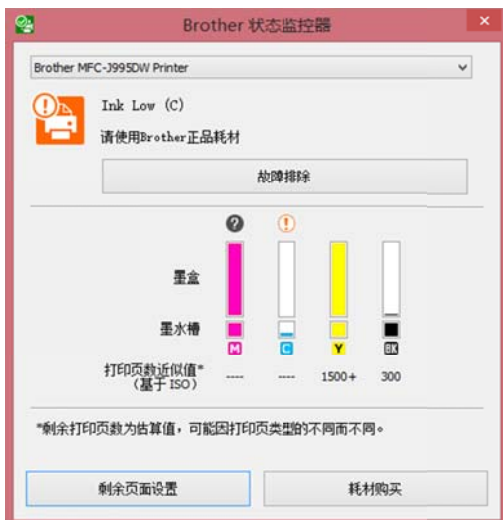 Brother 状态监控器
Brother MFC-J995DW Printer
Ink Low (C)
请使用Brother正品耗材
故障排除
墨盒
墨水槽
M C Y BK
打印页数近似值*
(基于 ISO)
---- ---- 1500+ 300
*剩余打印页数为估算值，可能因打印页类型的不同而不同。
剩余页面设置 耗材购买